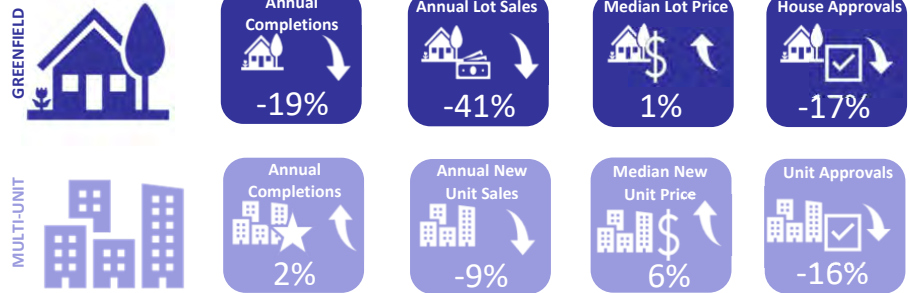 GREENFIELD
Annual
Completions
-19%
Annual Lot Sales
-41%
Median Lot Price
$
1%
House Approvals
-17%
MULTI-UNIT
Annual
Completions
2%
Annual New
Unit Sales
-9%
Median New
Unit Price
$
6%
Unit Approvals
-16%